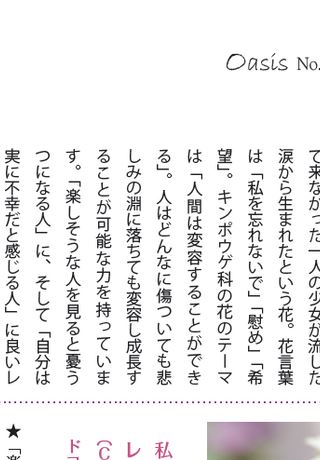 Oasis No.
て来なかった一人の少女が流した
涙から生まれたという花。花言葉
は「私を忘れないで」「慰め」「希
望」。キンポウゲ科の花のテーマ
は「人間は変容することができ
る」。人はどんなに傷ついても悲
しみの淵に落ちても変容し成長す
ることが可能な力を持っていま
す。「楽しそうな人を見ると憂う
つになる人」に、そして「自分は
実に不幸だと感じる人」に良いレ
私
レ
（C
ド
★「楽